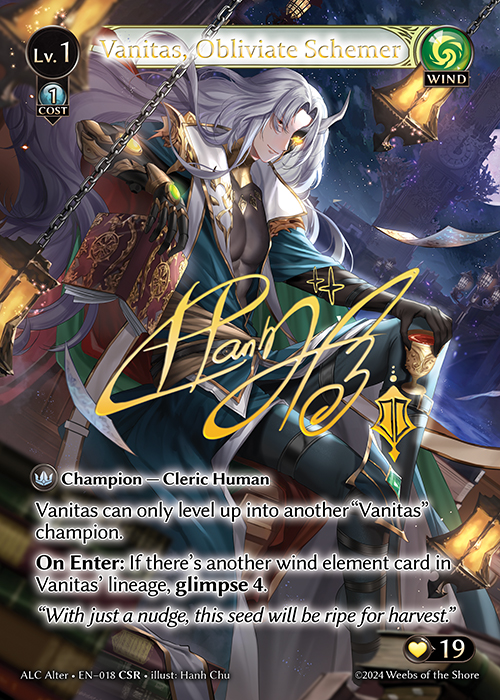 Lv. 1
Vanitas, Obliviate Schemer
WIND
1
COST
Hanh
Champion — Cleric Human
Vanitas can only level up into another “Vanitas”
champion.
On Enter: If there’s another wind element card in
Vanitas’ lineage, glimpse 4.
“With just a nudge, this seed will be ripe for harvest.”
19
ALC Alter • EN–018 CSR • illust: Hanh Chu
©2024 Weebs of the Shore